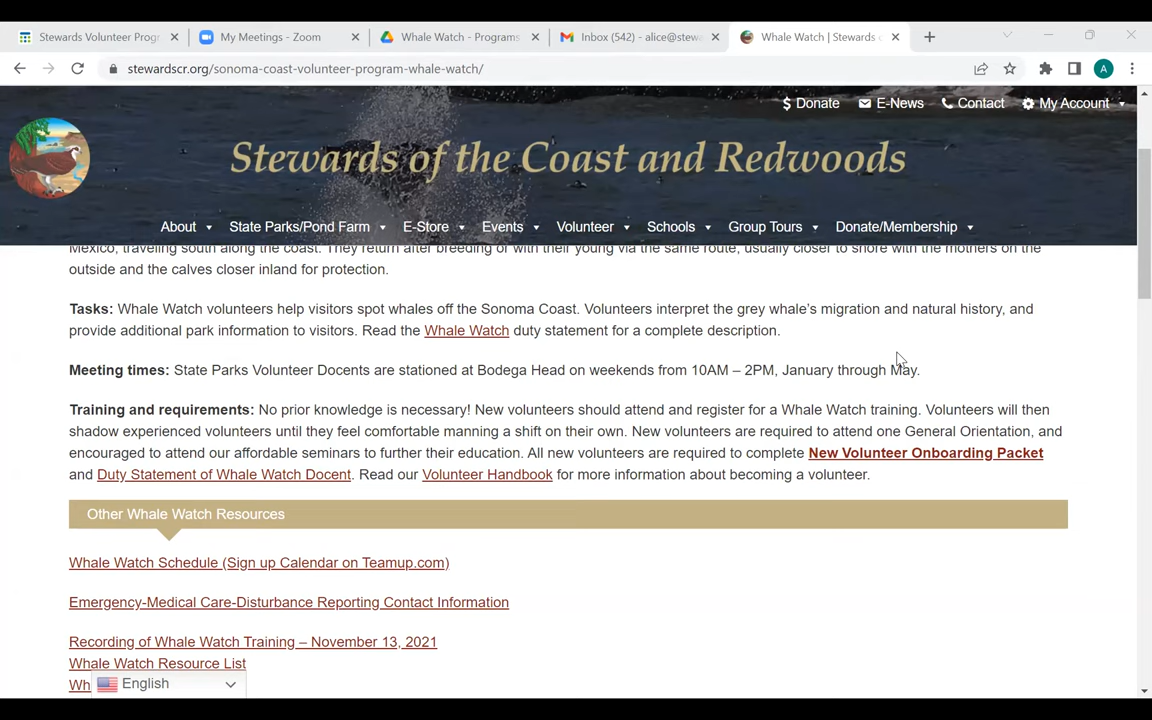 Stewards Volunteer Progr
My Meetings - Zoom
Whale Watch - Programs
Inbox (542) - alice@stewa
Whale Watch | Stewards o
stewardscr.org/sonoma-coast-volunteer-program-whale-watch/
A
$ Donate E-News Contact My Account
Stewards of the Coast and Redwoods
About State Parks/Pond Farm E-Store Events Volunteer Schools Group Tours Donate/Membership
Mexico, traveling south along the coast. They return after breeding or with their young via the same route, usually closer to shore with the mothers on the
outside and the calves closer inland for protection.
Tasks: Whale Watch volunteers help visitors spot whales off the Sonoma Coast. Volunteers interpret the grey whale's migration and natural history, and
provide additional park information to visitors. Read the Whale Watch duty statement for a complete description.
Meeting times: State Parks Volunteer Docents are stationed at Bodega Head on weekends from 10AM – 2PM, January through May.
Training and requirements: No prior knowledge is necessary! New volunteers should attend and register for a Whale Watch training. Volunteers will then
shadow experienced volunteers until they feel comfortable manning a shift on their own. New volunteers are required to attend one General Orientation, and
encouraged to attend our affordable seminars to further their education. All new volunteers are required to complete New Volunteer Onboarding Packet
and Duty Statement of Whale Watch Docent. Read our Volunteer Handbook for more information about becoming a volunteer.
Other Whale Watch Resources
Whale Watch Schedule (Sign up Calendar on Teamup.com)
Emergency-Medical Care-Disturbance Reporting Contact Information
Recording of Whale Watch Training – November 13, 2021
Whale Watch Resource List
Wh
English